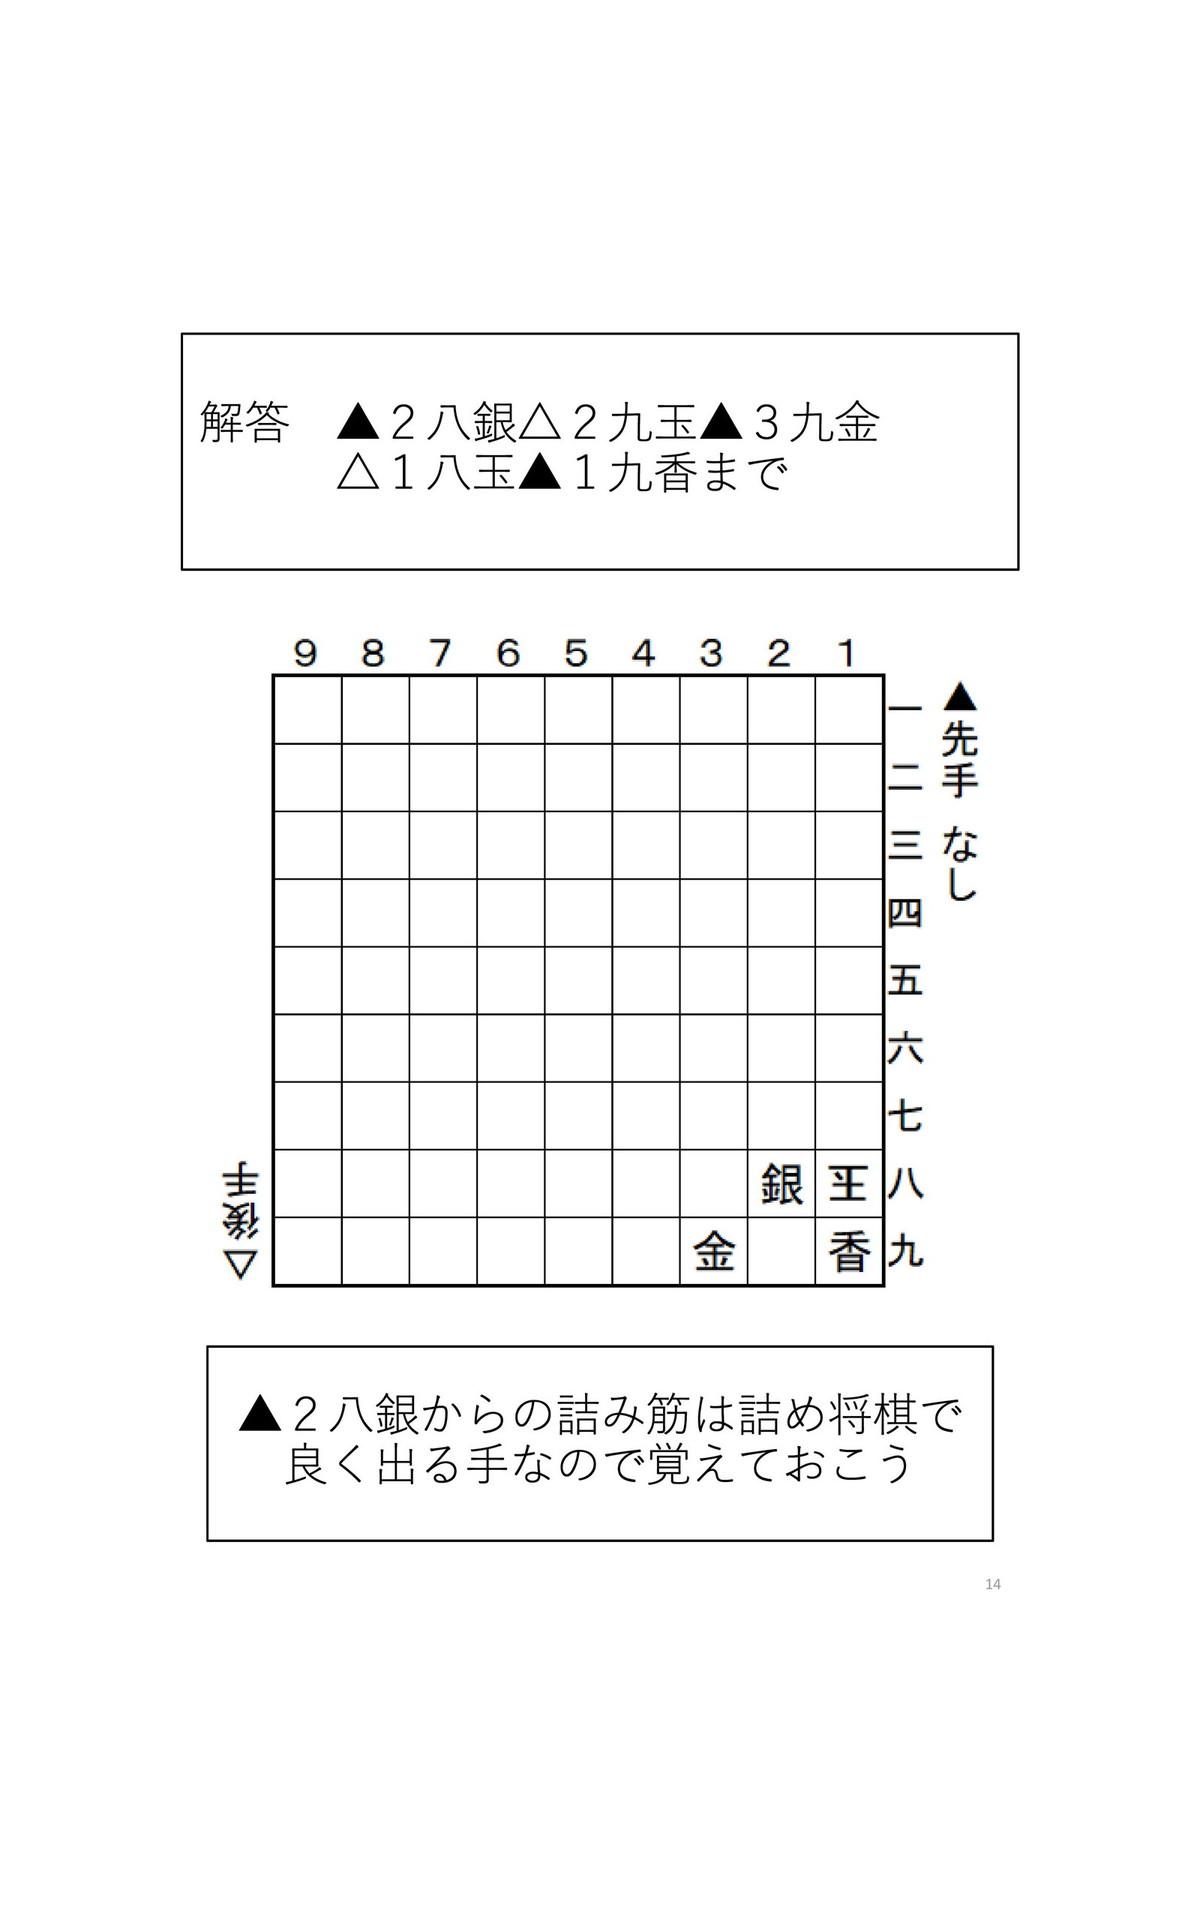 解答　▲２八銀△２九玉▲３九金
△１八玉▲１九香まで
9 8 7 6 5 4 3 2 1
一
二
三
四
五
六
七
八
九
▲先手 なし
△後手
銀 王
金 香
▲２八銀からの詰み筋は詰め将棋で
良く出る手なので覚えておこう
14